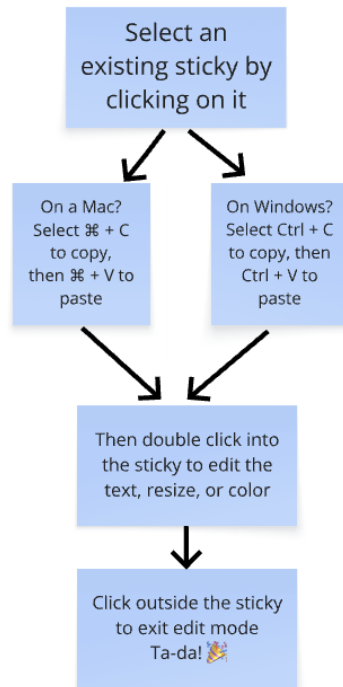 Select an
existing sticky by
clicking on it
On a Mac?
Select ⌘ + C
to copy,
then ⌘ + V to
paste
On Windows?
Select Ctrl + C
to copy, then
Ctrl + V to
paste
Then double click into
the sticky to edit the
text, resize, or color
Click outside the sticky
to exit edit mode
Ta-da! 🎉